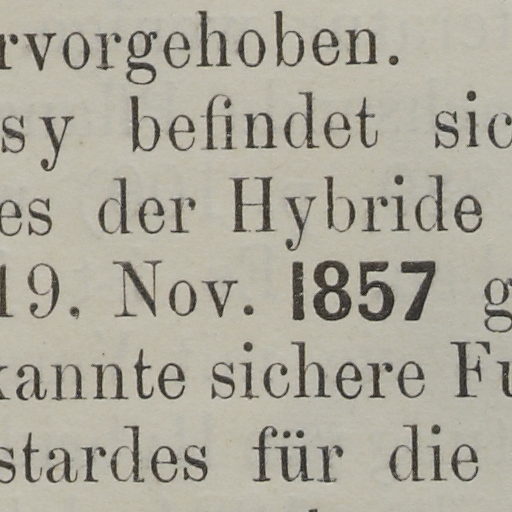 rvorgehoben.
sy befindet sic
es der Hybride
19. Nov. 1857 g
kannte sichere Fu
stardes für die